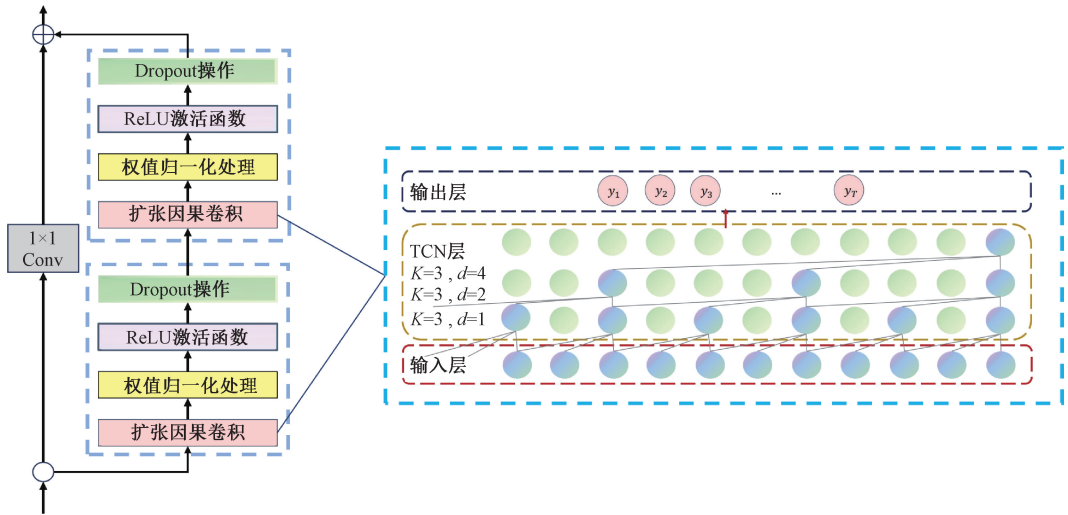 Dropout操作
ReLU激活函数
权值归一化处理
扩张因果卷积
1×1
Conv
Dropout操作
ReLU激活函数
权值归一化处理
扩张因果卷积
输出层 y₁ y₂ y₃ ... y_T
TCN层
K=3 , d=4
K=3 , d=2
K=3 , d=1
输入层